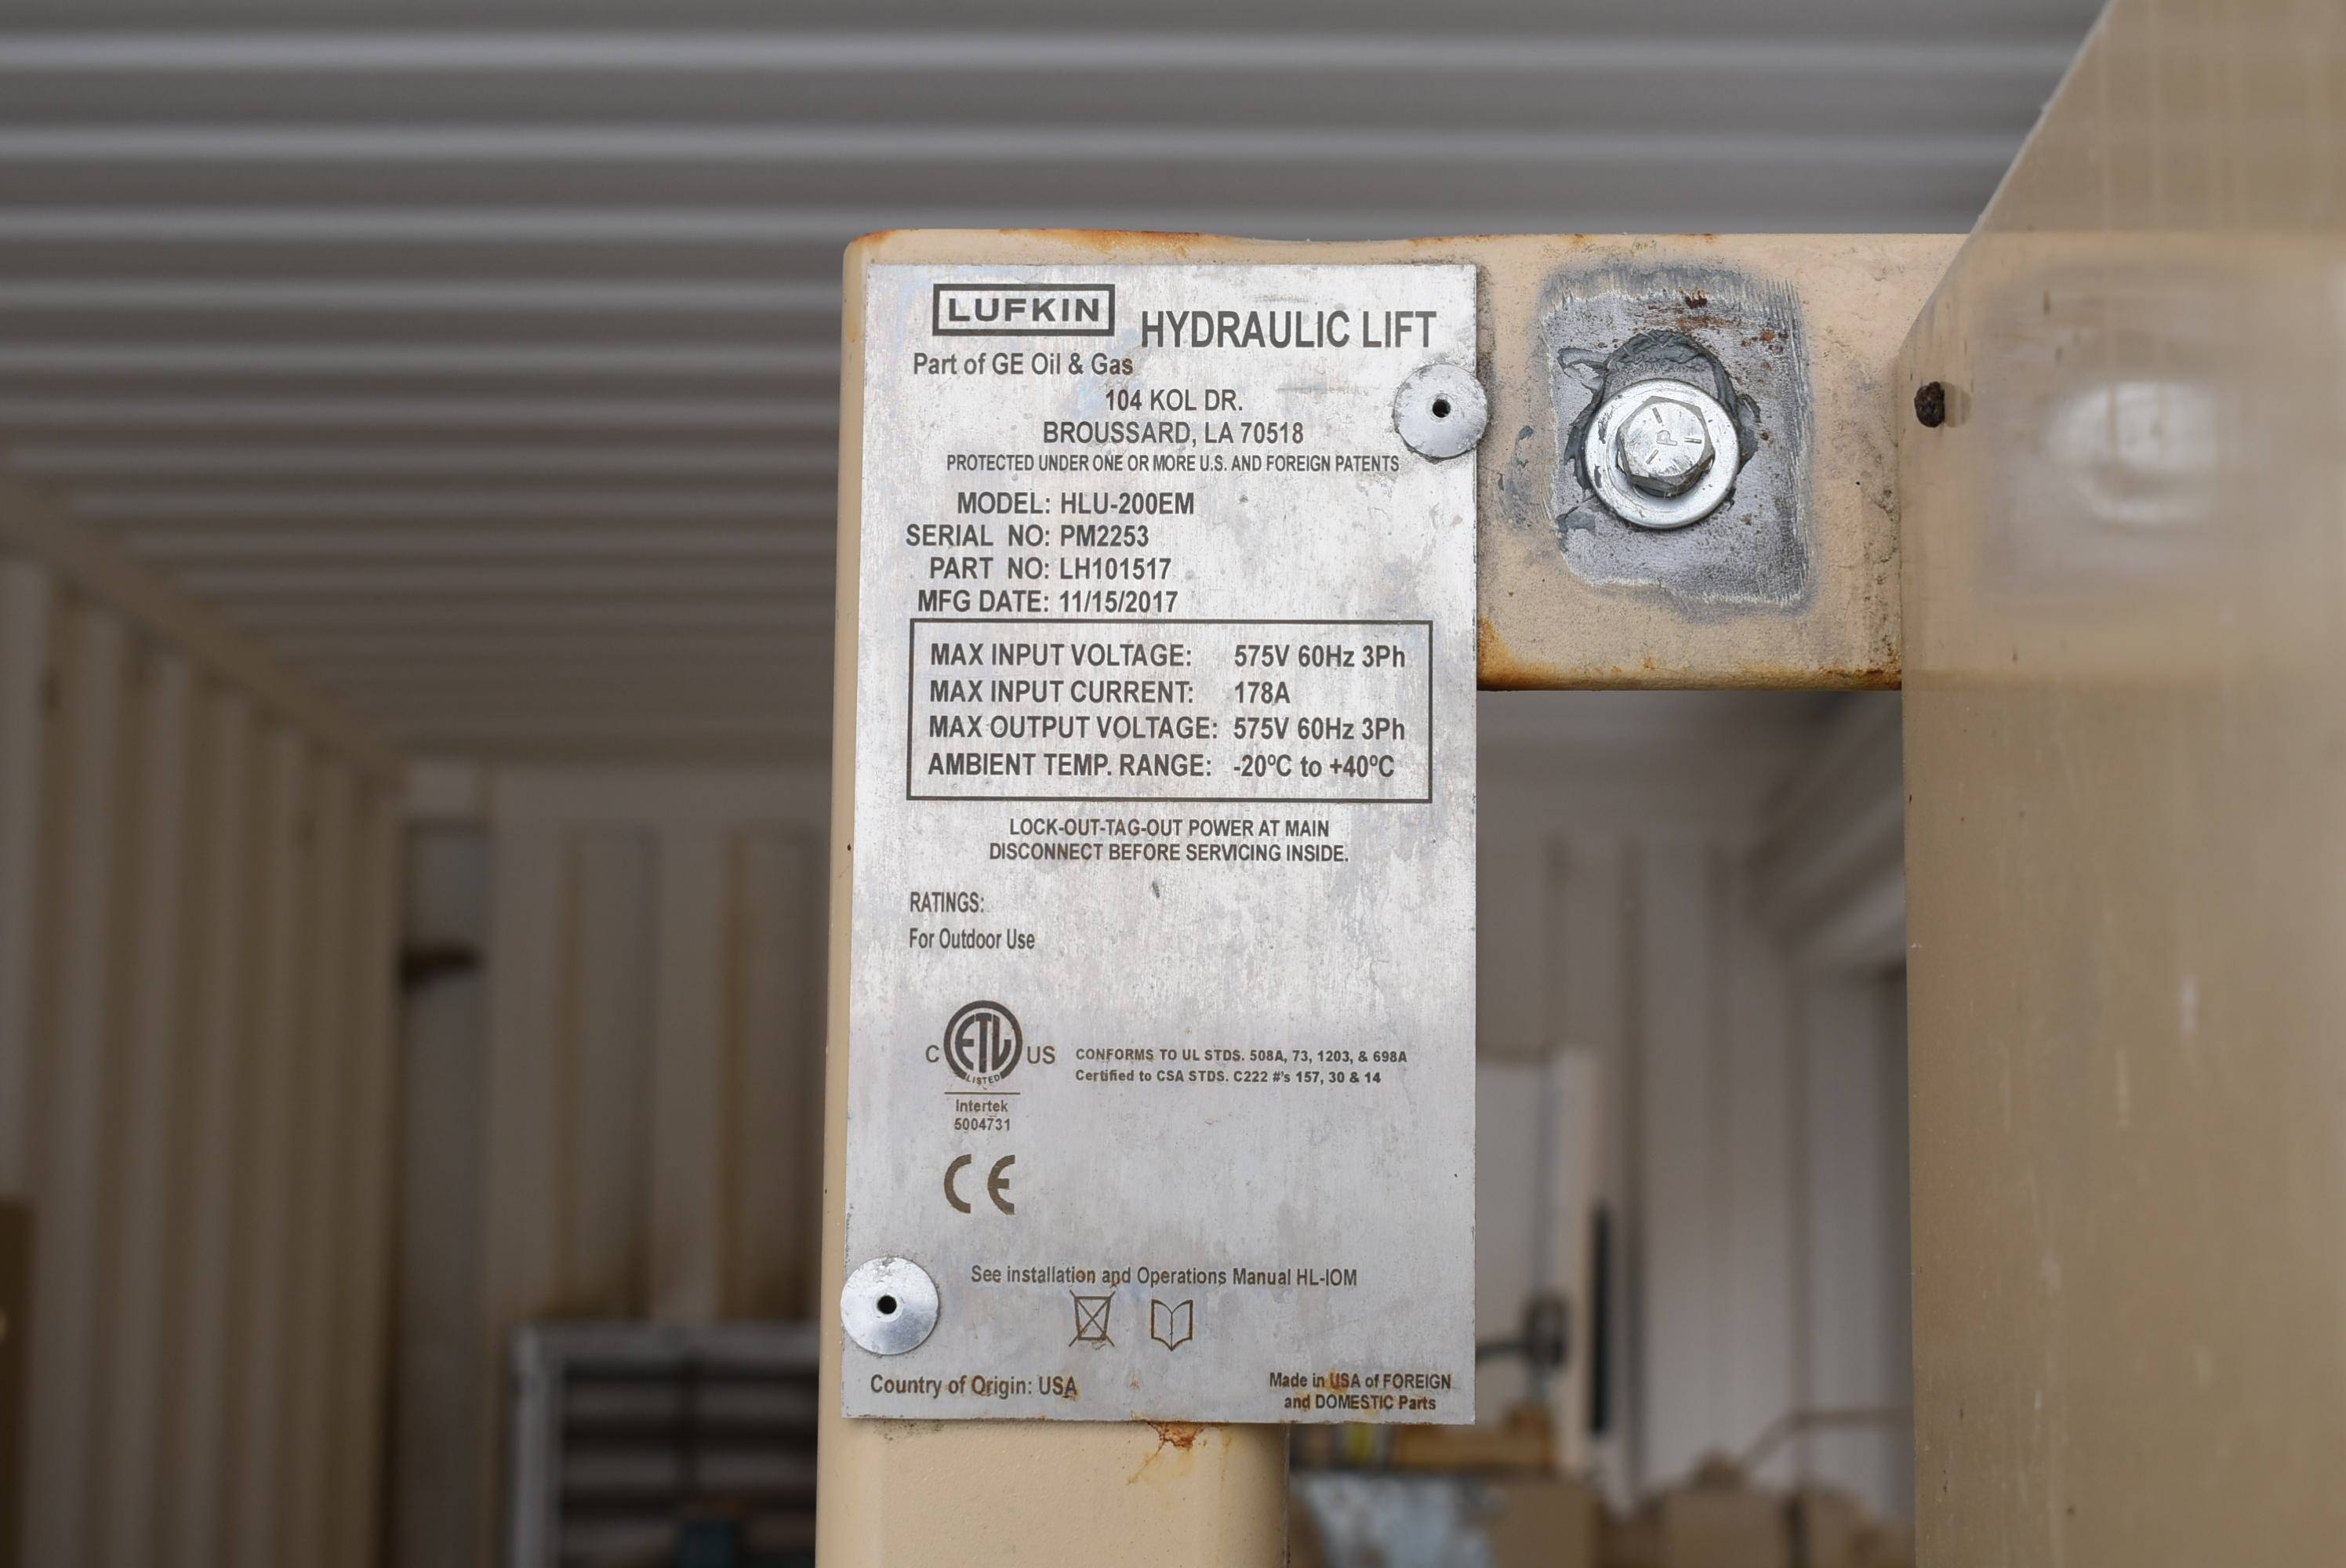 LUFKIN
HYDRAULIC LIFT
Part of GE Oil & Gas
104 KOL DR.
BROUSSARD, LA 70518
PROTECTED UNDER ONE OR MORE U.S. AND FOREIGN PATENTS
MODEL: HLU-200EM
SERIAL NO: PM2253
PART NO: LH101517
MFG DATE: 11/15/2017
MAX INPUT VOLTAGE: 575V 60Hz 3Ph
MAX INPUT CURRENT: 178A
MAX OUTPUT VOLTAGE: 575V 60Hz 3Ph
AMBIENT TEMP. RANGE: -20ºC to +40ºC
LOCK-OUT-TAG-OUT POWER AT MAIN
DISCONNECT BEFORE SERVICING INSIDE.
RATINGS:
For Outdoor Use
C ETL US
LISTED
CONFORMS TO UL STDS. 508A, 73, 1203, & 698A
Certified to CSA STDS. C222 #'s 157, 30 & 14
Intertek
5004731
CE
See installation and Operations Manual HL-IOM
Country of Origin: USA
Made in USA of FOREIGN
and DOMESTIC Parts
P